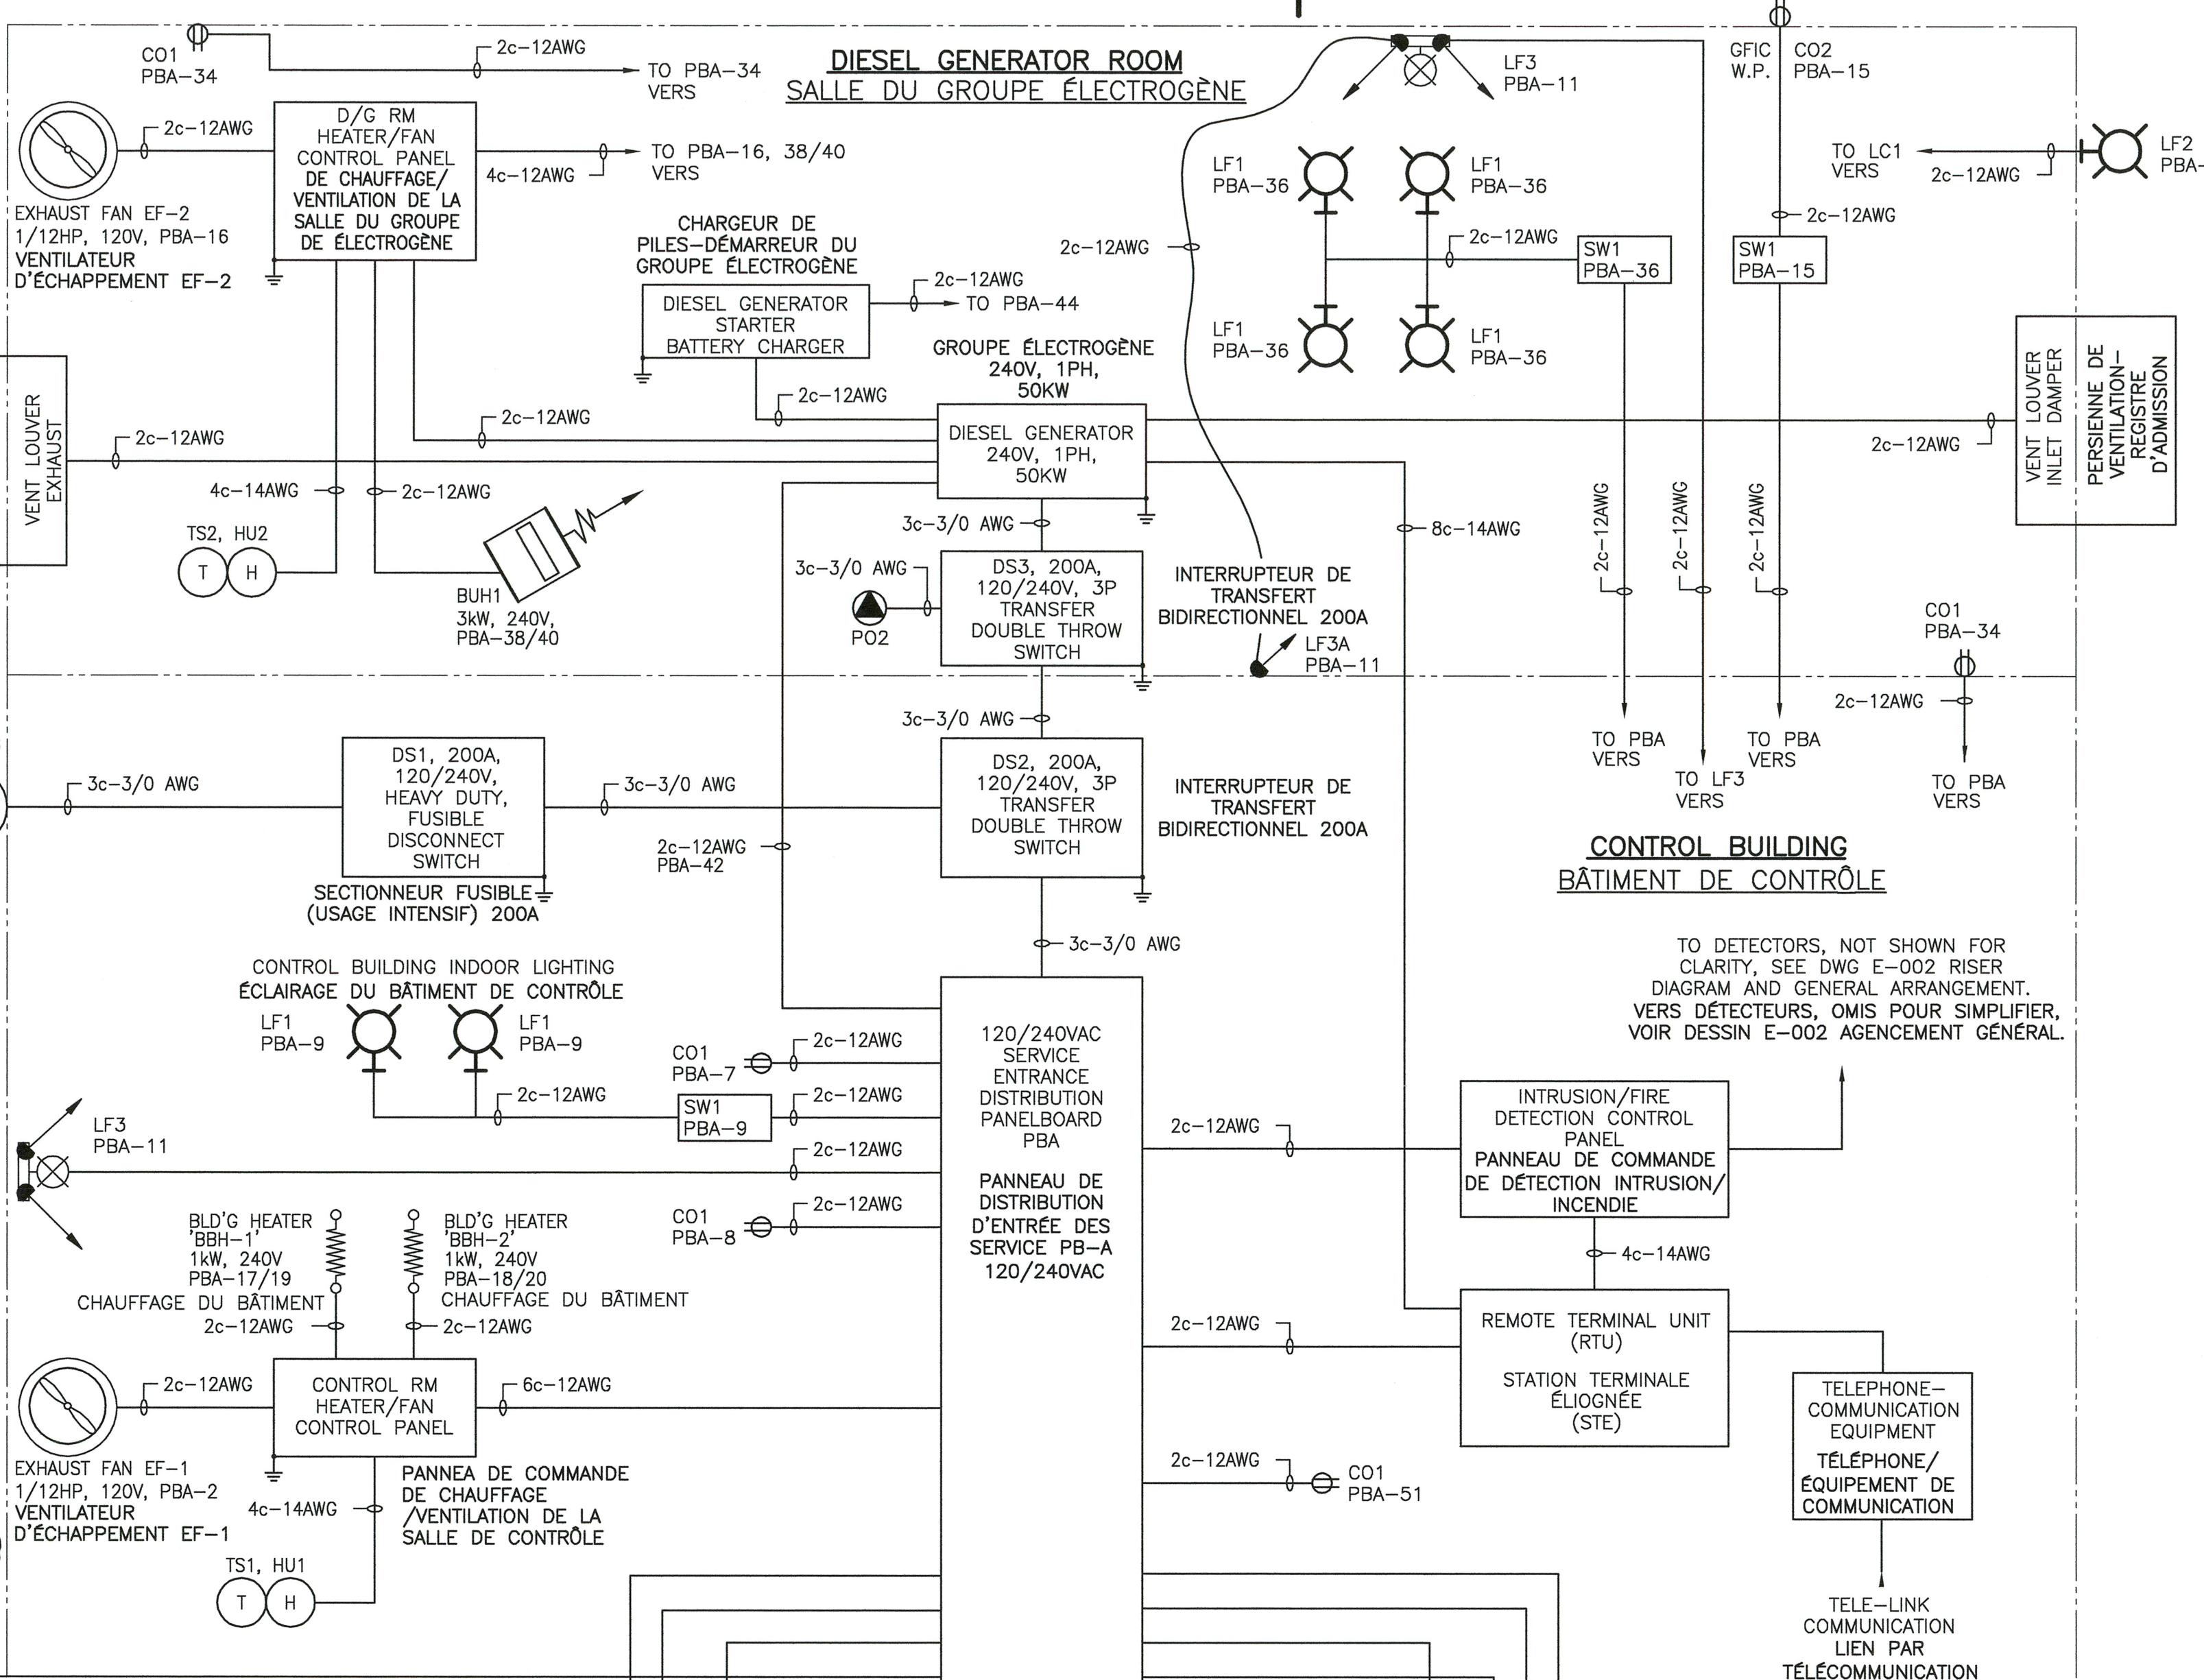 CO1
PBA-34
2c-12AWG
TO PBA-34
VERS
DIESEL GENERATOR ROOM
SALLE DU GROUPE ÉLECTROGÈNE
LF3
PBA-11
GFIC
W.P.
CO2
PBA-15
2c-12AWG
D/G RM
HEATER/FAN
CONTROL PANEL
DE CHAUFFAGE/
VENTILATION DE LA
SALLE DU GROUPE
DE ÉLECTROGÈNE
4c-12AWG
TO PBA-16, 38/40
VERS
EXHAUST FAN EF-2
1/12HP, 120V, PBA-16
VENTILATEUR
D'ÉCHAPPEMENT EF-2
LF1
PBA-36
LF1
PBA-36
TO LC1
VERS
2c-12AWG
LF2
PBA-
2c-12AWG
2c-12AWG
2c-12AWG
SW1
PBA-36
SW1
PBA-15
LF1
PBA-36
LF1
PBA-36
CHARGEUR DE
PILES-DÉMARREUR DU
GROUPE ÉLECTROGÈNE
DIESEL GENERATOR
STARTER
BATTERY CHARGER
2c-12AWG
TO PBA-44
GROUPE ÉLECTROGÈNE
240V, 1PH,
50KW
2c-12AWG
2c-12AWG
DIESEL GENERATOR
240V, 1PH,
50KW
VENT LOUVER
EXHAUST
2c-12AWG
2c-12AWG
VENT LOUVER
INLET DAMPER
PERSIENNE DE
VENTILATION-
REGISTRE
D'ADMISSION
4c-14AWG
2c-12AWG
TS2, HU2
T
H
BUH1
3kW, 240V,
PBA-38/40
3c-3/0 AWG
8c-14AWG
2c-12AWG
2c-12AWG
2c-12AWG
3c-3/0 AWG
PO2
DS3, 200A,
120/240V, 3P
TRANSFER
DOUBLE THROW
SWITCH
INTERRUPTEUR DE
TRANSFERT
BIDIRECTIONNEL 200A
LF3A
PBA-11
CO1
PBA-34
3c-3/0 AWG
2c-12AWG
TO PBA
VERS
TO LF3
VERS
TO PBA
VERS
TO PBA
VERS
3c-3/0 AWG
DS1, 200A,
120/240V,
HEAVY DUTY,
FUSIBLE
DISCONNECT
SWITCH
SECTIONNEUR FUSIBLE
(USAGE INTENSIF) 200A
3c-3/0 AWG
2c-12AWG
PBA-42
DS2, 200A,
120/240V, 3P
TRANSFER
DOUBLE THROW
SWITCH
INTERRUPTEUR DE
TRANSFERT
BIDIRECTIONNEL 200A
CONTROL BUILDING
BÂTIMENT DE CONTRÔLE
3c-3/0 AWG
TO DETECTORS, NOT SHOWN FOR
CLARITY, SEE DWG E-002 RISER
DIAGRAM AND GENERAL ARRANGEMENT.
VERS DÉTECTEURS, OMIS POUR SIMPLIFIER,
VOIR DESSIN E-002 AGENCEMENT GÉNÉRAL.
CONTROL BUILDING INDOOR LIGHTING
ÉCLAIRAGE DU BÂTIMENT DE CONTRÔLE
LF1
PBA-9
LF1
PBA-9
CO1
PBA-7
2c-12AWG
2c-12AWG
SW1
PBA-9
2c-12AWG
LF3
PBA-11
2c-12AWG
CO1
PBA-8
2c-12AWG
120/240VAC
SERVICE
ENTRANCE
DISTRIBUTION
PANELBOARD
PBA
PANNEAU DE
DISTRIBUTION
D'ENTRÉE DES
SERVICE PB-A
120/240VAC
2c-12AWG
INTRUSION/FIRE
DETECTION CONTROL
PANEL
PANNEAU DE COMMANDE
DE DÉTECTION INTRUSION/
INCENDIE
4c-14AWG
BLD'G HEATER
'BBH-1'
1kW, 240V
PBA-17/19
CHAUFFAGE DU BÂTIMENT
2c-12AWG
BLD'G HEATER
'BBH-2'
1kW, 240V
PBA-18/20
CHAUFFAGE DU BÂTIMENT
2c-12AWG
2c-12AWG
REMOTE TERMINAL UNIT
(RTU)
STATION TERMINALE
ÉLIOGNÉE
(STE)
2c-12AWG
CONTROL RM
HEATER/FAN
CONTROL PANEL
6c-12AWG
TELEPHONE-
COMMUNICATION
EQUIPMENT
TÉLÉPHONE/
ÉQUIPEMENT DE
COMMUNICATION
EXHAUST FAN EF-1
1/12HP, 120V, PBA-2
VENTILATEUR
D'ÉCHAPPEMENT EF-1
4c-14AWG
PANNEA DE COMMANDE
DE CHAUFFAGE
/VENTILATION DE LA
SALLE DE CONTRÔLE
2c-12AWG
CO1
PBA-51
TS1, HU1
T
H
TELE-LINK
COMMUNICATION
LIEN PAR
TÉLÉCOMMUNICATION